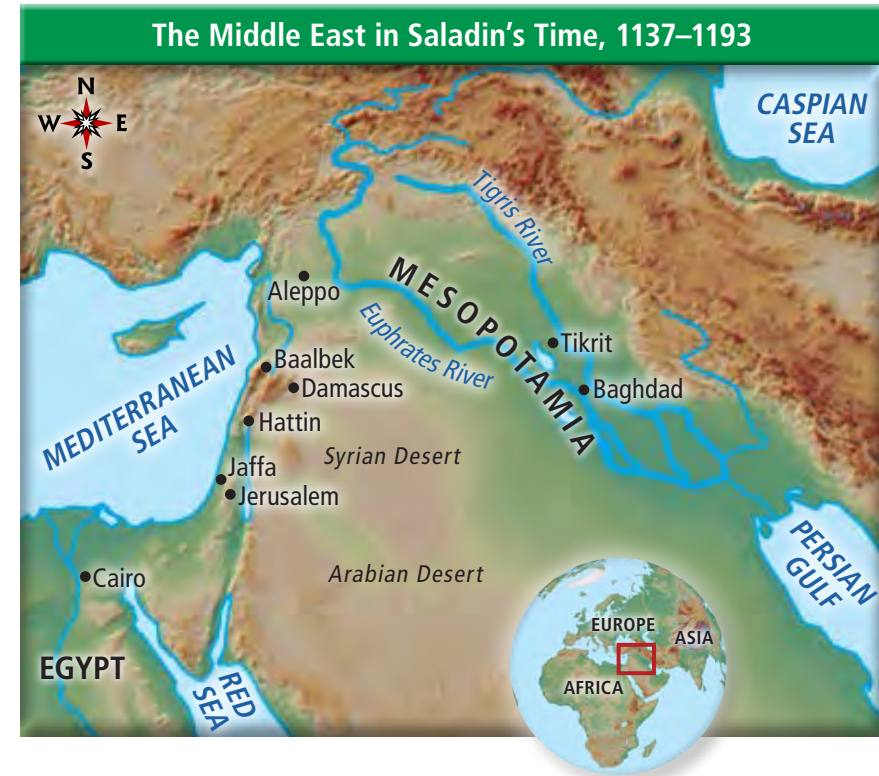 The Middle East in Saladin's Time, 1137–1193
N
W
E
S
CASPIAN
SEA
Tigris River
MESOPOTAMIA
Aleppo
Euphrates River
Tikrit
Baalbek
Damascus
Baghdad
MEDITERRANEAN
SEA
Hattin
Syrian Desert
Jaffa
Jerusalem
PERSIAN
GULF
Cairo
Arabian Desert
EUROPE
ASIA
AFRICA
EGYPT
RED
SEA